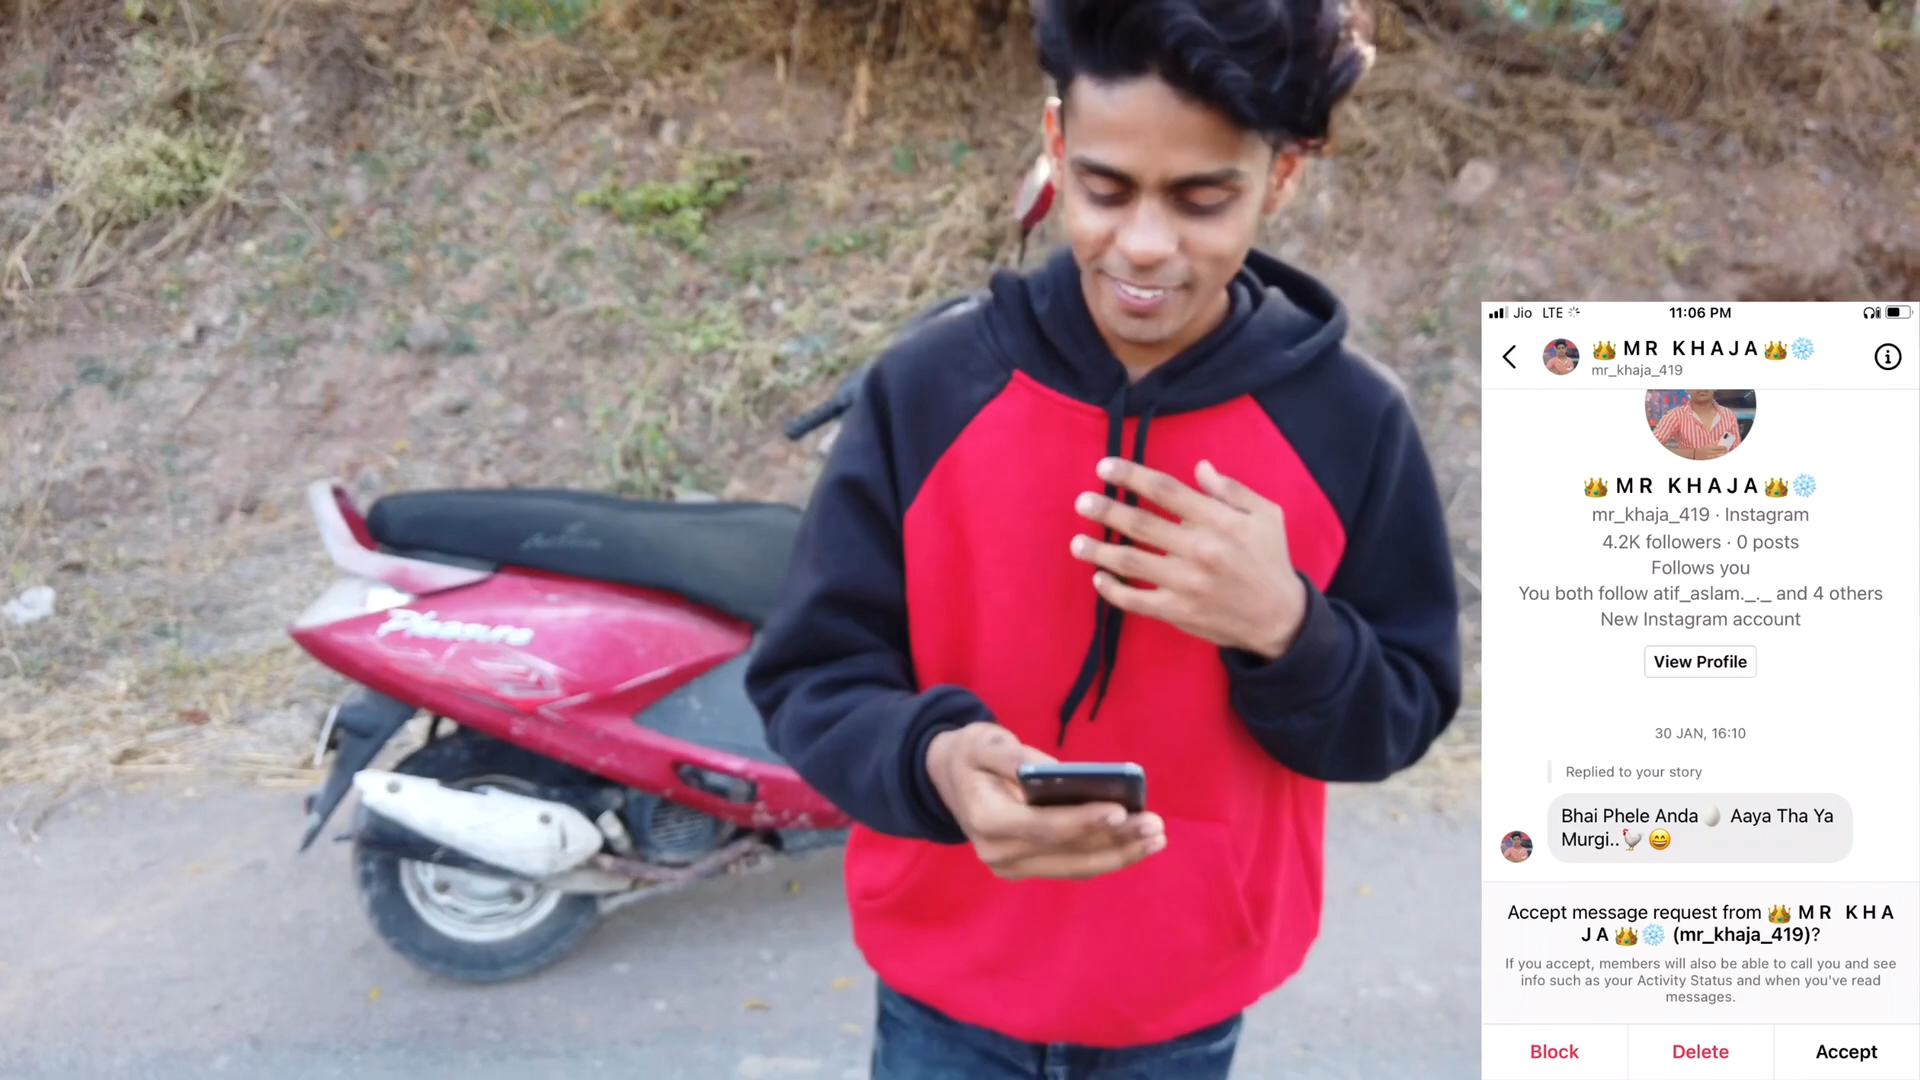 Pleasure
Jio LTE 11:06 PM
👑 M R K H A J A 👑❄️
mr_khaja_419
👑 M R K H A J A 👑❄️
mr_khaja_419 · Instagram
4.2K followers · 0 posts
Follows you
You both follow atif_aslam._._ and 4 others
New Instagram account
View Profile
30 JAN, 16:10
Replied to your story
Bhai Phele Anda🥚 Aaya Tha Ya
Murgi..🐓 😄
Accept message request from 👑 M R K H A
J A 👑❄️ (mr_khaja_419)?
If you accept, members will also be able to call you and see
info such as your Activity Status and when you've read
messages.
Block Delete Accept